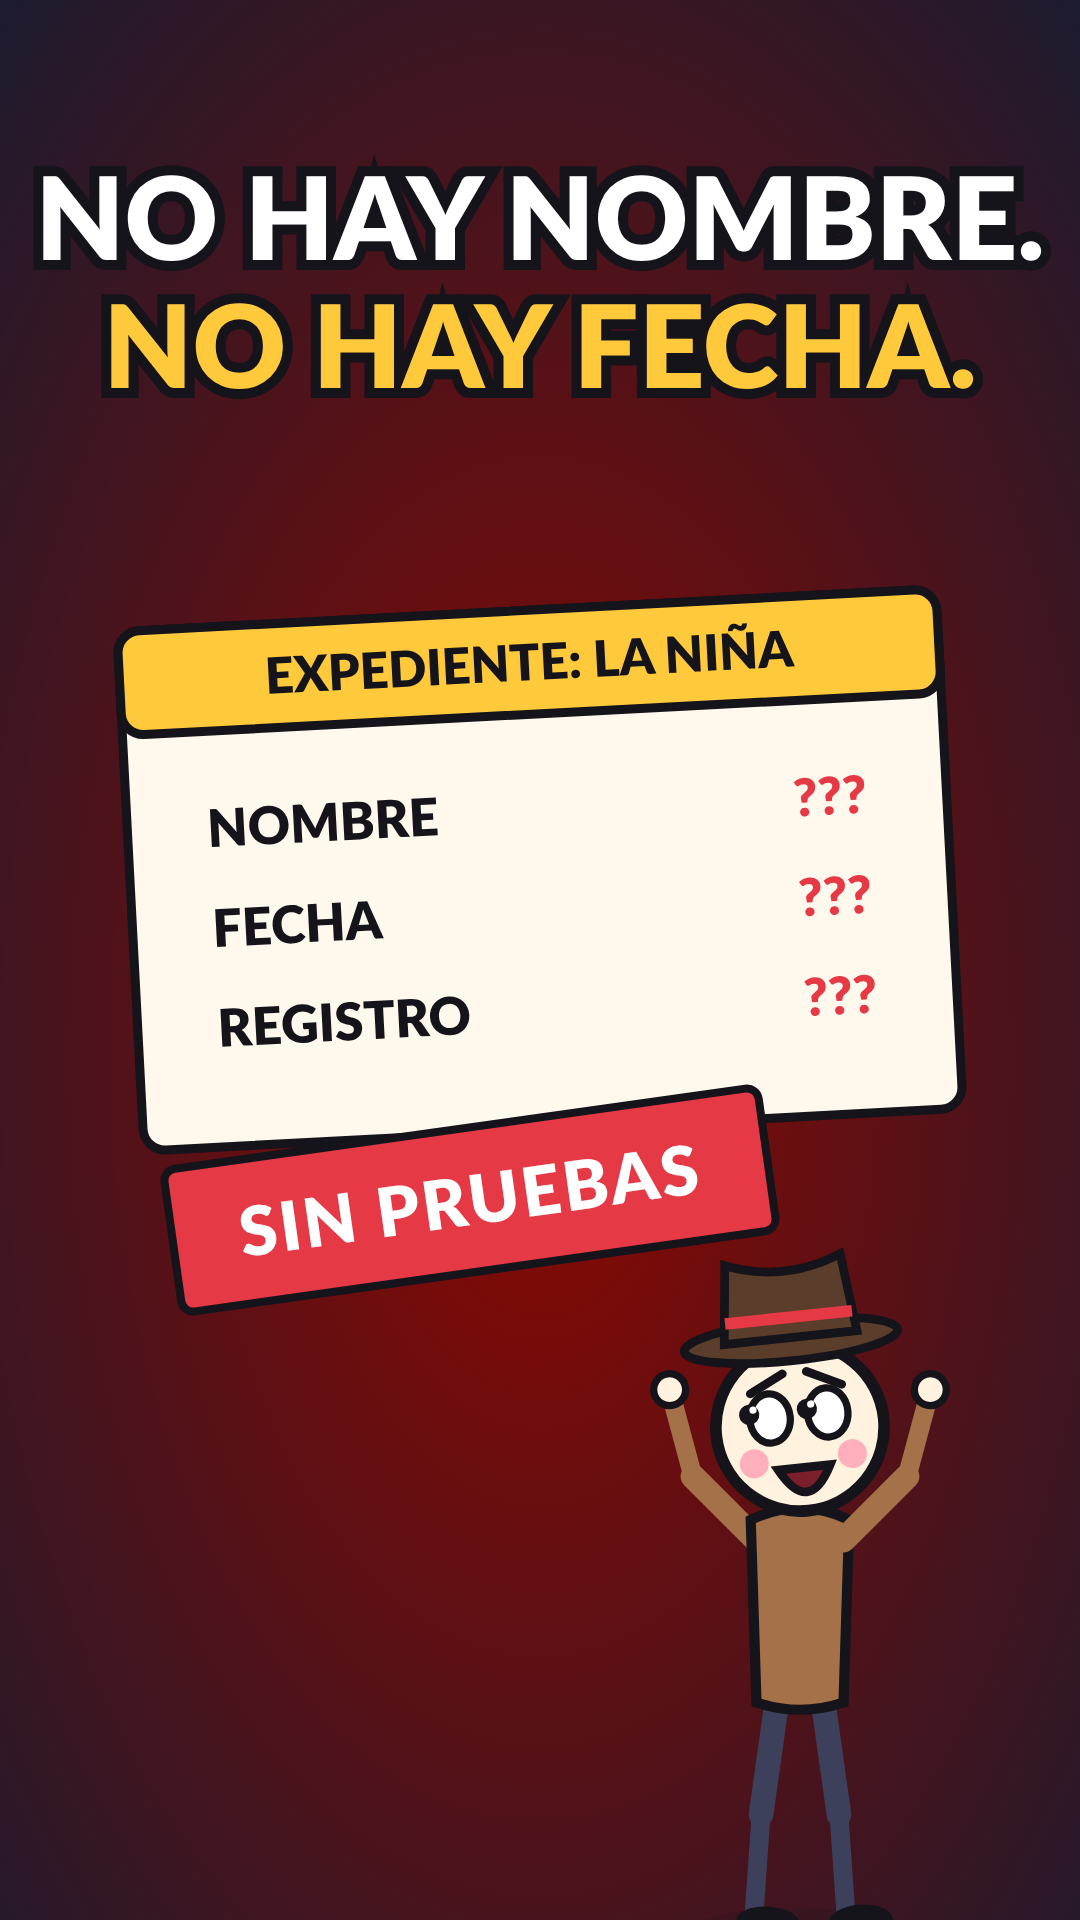 NO HAY NOMBRE.
NO HAY FECHA.
EXPEDIENTE: LA NIÑA
NOMBRE ???
FECHA ???
REGISTRO ???
SIN PRUEBAS